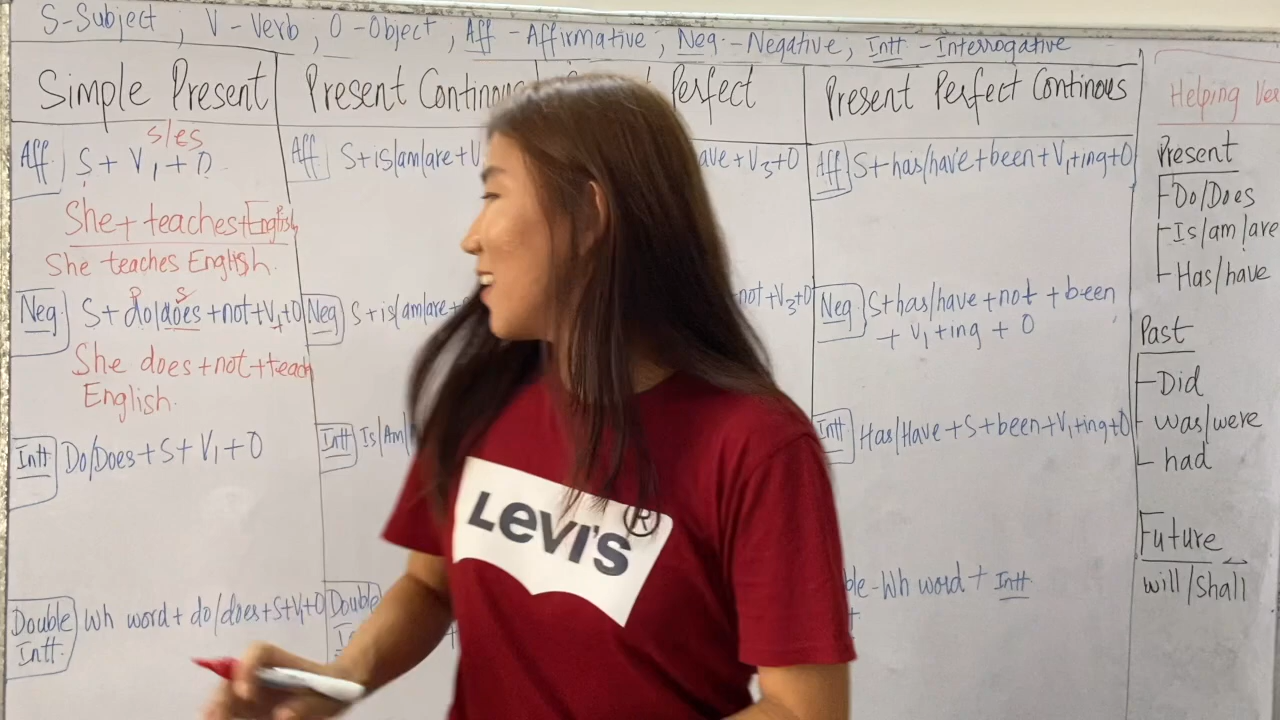 S-Subject , V - Verb , O - Object , Aff - Affirmative , Neg - Negative , Intt - Interrogative
Simple Present
s/es
Aff S + V1 + O
She + teaches + English
She teaches English.
P S
Neg S + do/does + not + V1 + O
She does + not + teach
English.
Intt Do/Does + S + V1 + O
Double Intt. Wh word + do/does + S + V1 + O
Present Continuou
Aff S + is/am/are + V
Neg S + is/am/are +
Intt Is/Am/
Double
Perfect
ave + V3 + O
not + V3 + O
Present Perfect Continous
Aff S + has/have + been + V1 + ing + O
Neg S + has/have + not + been
+ V1 + ing + O
Intt Has/Have + S + been + V1 + ing + O
ble - Wh word + Intt
Helping Ver
Present
Do/Does
Is/am/are
Has/have
Past
Did
was/were
had
Future
will/shall
LEVI'S ®